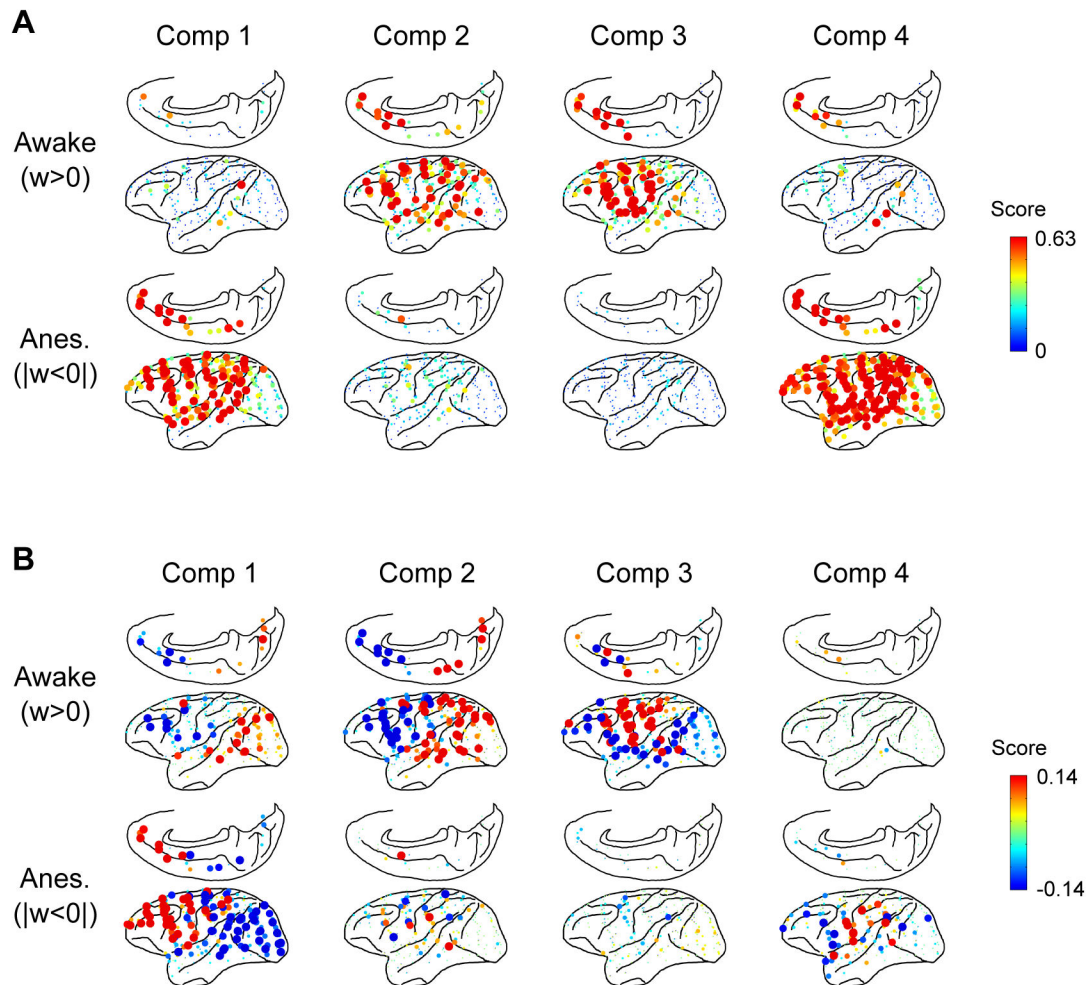 A
Comp 1 Comp 2 Comp 3 Comp 4
Awake
(w>0)
Score
0.63
0
Anes.
(|w<0|)
B
Comp 1 Comp 2 Comp 3 Comp 4
Awake
(w>0)
Score
0.14
-0.14
Anes.
(|w<0|)